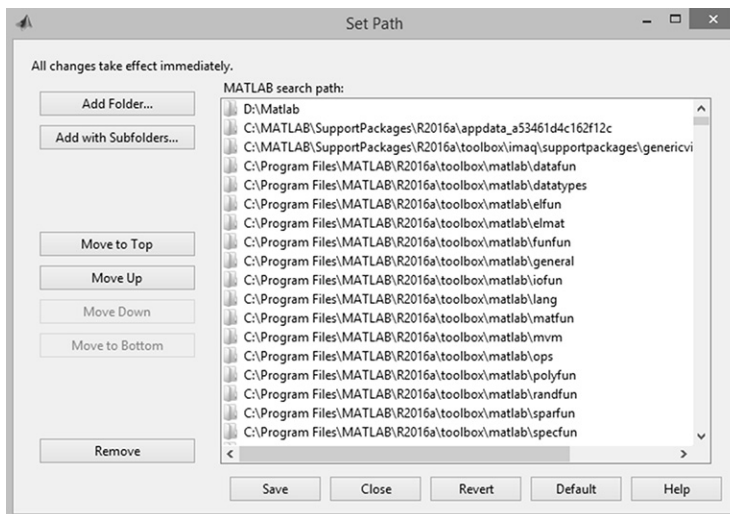 Set Path
All changes take effect immediately.
MATLAB search path:
Add Folder...
Add with Subfolders...
Move to Top
Move Up
Move Down
Move to Bottom
Remove
D:\Matlab
C:\MATLAB\SupportPackages\R2016a\appdata_a53461d4c162f12c
C:\MATLAB\SupportPackages\R2016a\toolbox\imaq\supportpackages\genericvi
C:\Program Files\MATLAB\R2016a\toolbox\matlab\datafun
C:\Program Files\MATLAB\R2016a\toolbox\matlab\datatypes
C:\Program Files\MATLAB\R2016a\toolbox\matlab\elfun
C:\Program Files\MATLAB\R2016a\toolbox\matlab\elmat
C:\Program Files\MATLAB\R2016a\toolbox\matlab\funfun
C:\Program Files\MATLAB\R2016a\toolbox\matlab\general
C:\Program Files\MATLAB\R2016a\toolbox\matlab\iofun
C:\Program Files\MATLAB\R2016a\toolbox\matlab\lang
C:\Program Files\MATLAB\R2016a\toolbox\matlab\matfun
C:\Program Files\MATLAB\R2016a\toolbox\matlab\mvm
C:\Program Files\MATLAB\R2016a\toolbox\matlab\ops
C:\Program Files\MATLAB\R2016a\toolbox\matlab\polyfun
C:\Program Files\MATLAB\R2016a\toolbox\matlab\randfun
C:\Program Files\MATLAB\R2016a\toolbox\matlab\sparfun
C:\Program Files\MATLAB\R2016a\toolbox\matlab\specfun
Save
Close
Revert
Default
Help